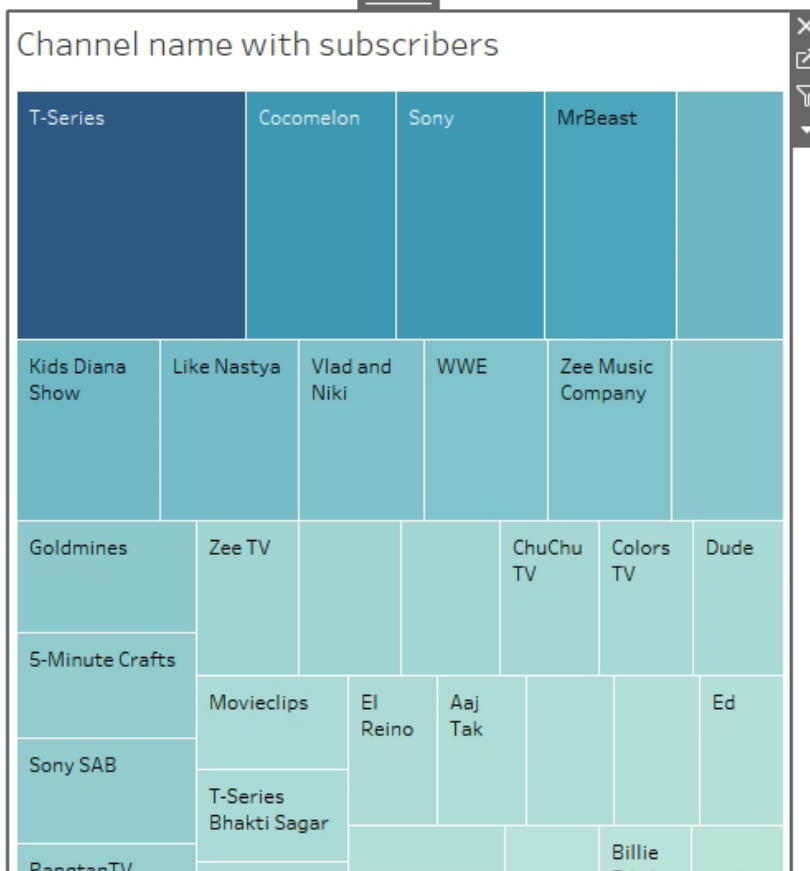 Channel name with subscribers
T-Series
Cocomelon
Sony
MrBeast
Kids Diana
Show
Like Nastya
Vlad and
Niki
WWE
Zee Music
Company
Goldmines
Zee TV
ChuChu
TV
Colors
TV
Dude
5-Minute Crafts
Movieclips
El
Reino
Aaj
Tak
Ed
Sony SAB
T-Series
Bhakti Sagar
Billie